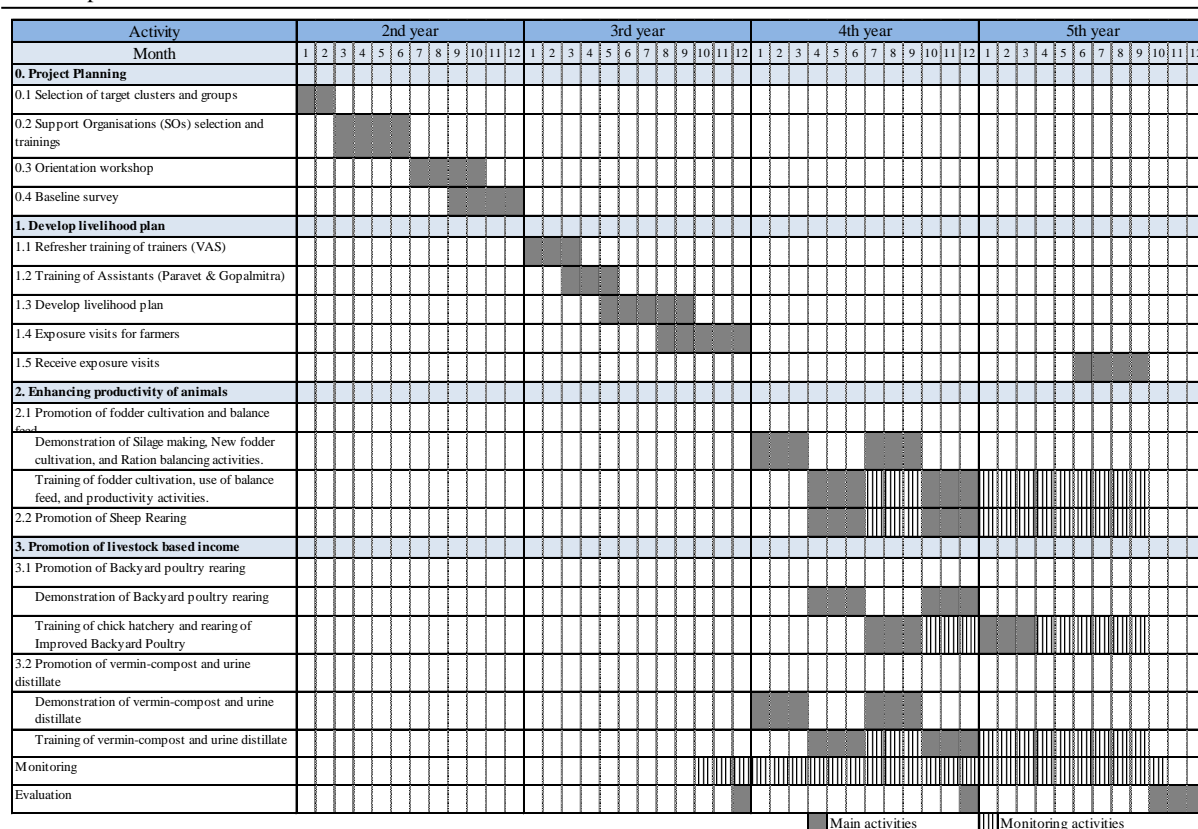 Activity 2nd year 3rd year 4th year 5th year
Month 1 2 3 4 5 6 7 8 9 10 11 12 1 2 3 4 5 6 7 8 9 10 11 12 1 2 3 4 5 6 7 8 9 10 11 12 1 2 3 4 5 6 7 8 9 10 11
0. Project Planning
0.1 Selection of target clusters and groups
0.2 Support Organisations (SOs) selection and
trainings
0.3 Orientation workshop
0.4 Baseline survey
1. Develop livelihood plan
1.1 Refresher training of trainers (VAS)
1.2 Training of Assistants (Paravet & Gopalmitra)
1.3 Develop livelihood plan
1.4 Exposure visits for farmers
1.5 Receive exposure visits
2. Enhancing productivity of animals
2.1 Promotion of fodder cultivation and balance
feed
Demonstration of Silage making, New fodder
cultivation, and Ration balancing activities.
Training of fodder cultivation, use of balance
feed, and productivity activities.
2.2 Promotion of Sheep Rearing
3. Promotion of livestock based income
3.1 Promotion of Backyard poultry rearing
Demonstration of Backyard poultry rearing
Training of chick hatchery and rearing of
Improved Backyard Poultry
3.2 Promotion of vermin-compost and urine
distillate
Demonstration of vermin-compost and urine
distillate
Training of vermin-compost and urine distillate
Monitoring
Evaluation
Main activities Monitoring activities